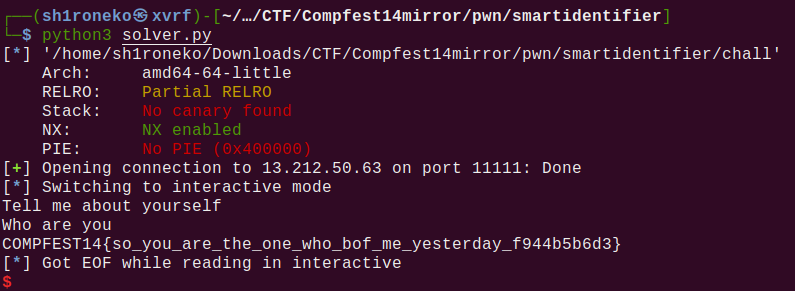 ┌──(sh1roneko㉿xvrf)-[~/…/CTF/Compfest14mirror/pwn/smartidentifier]
└─$ python3 solver.py
[*] '/home/sh1roneko/Downloads/CTF/Compfest14mirror/pwn/smartidentifier/chall'
    Arch:     amd64-64-little
    RELRO:    Partial RELRO
    Stack:    No canary found
    NX:       NX enabled
    PIE:      No PIE (0x400000)
[+] Opening connection to 13.212.50.63 on port 11111: Done
[*] Switching to interactive mode
Tell me about yourself
Who are you
COMPFEST14{so_you_are_the_one_who_bof_me_yesterday_f944b5b6d3}
[*] Got EOF while reading in interactive
$